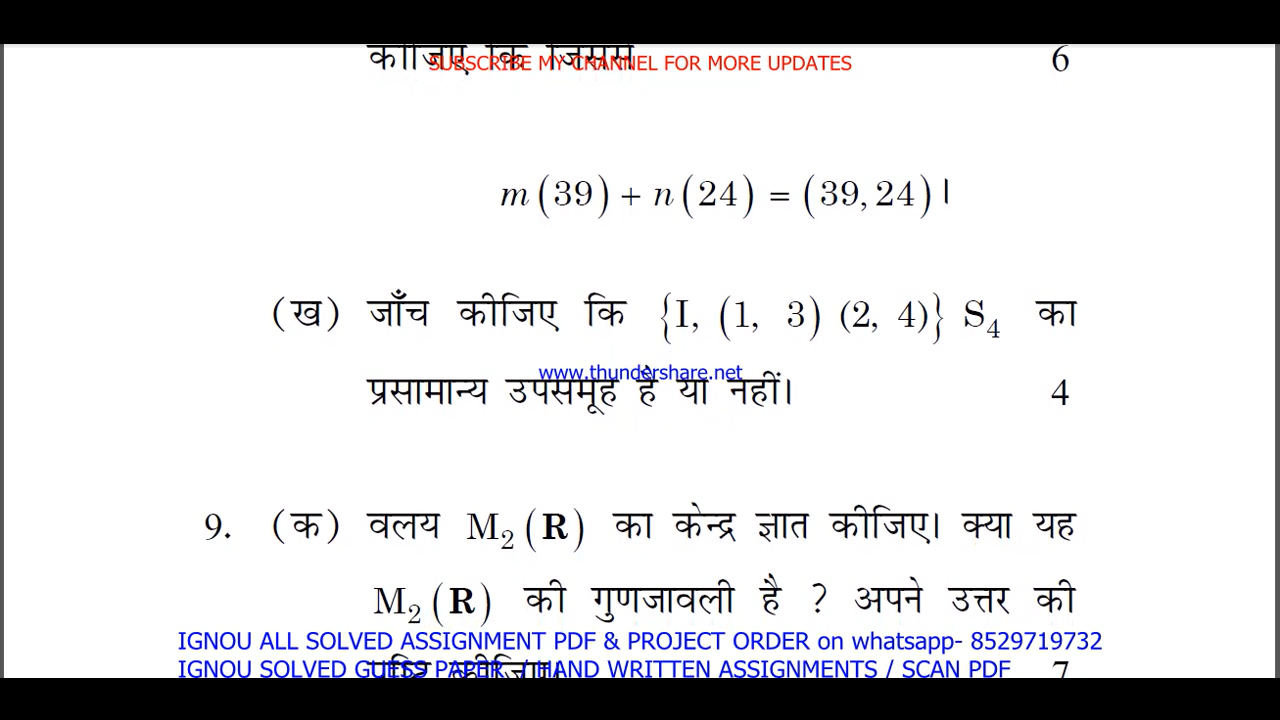 कीजिए कि जिससे 6
SUBSCRIBE MY CHANNEL FOR MORE UPDATES
m(39) + n(24) = (39, 24)।
(ख) जाँच कीजिए कि {I, (1, 3) (2, 4)} S₄ का
www.thundershare.net
प्रसामान्य उपसमूह है या नहीं। 4
9. (क) वलय M₂(R) का केन्द्र ज्ञात कीजिए। क्या यह
M₂(R) की गुणजावली है ? अपने उत्तर की
IGNOU ALL SOLVED ASSIGNMENT PDF & PROJECT ORDER on whatsapp- 8529719732
IGNOU SOLVED GUESS PAPER / HAND WRITTEN ASSIGNMENTS / SCAN PDF
पुष्टि कीजिए। 7